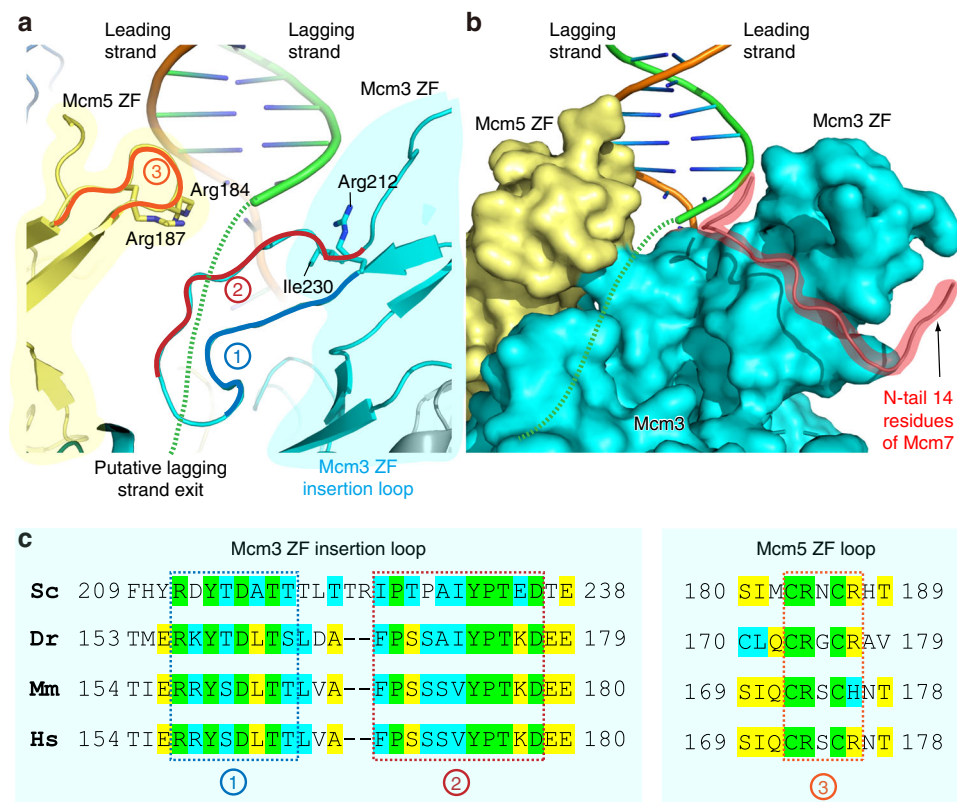 a
Leading
strand
Lagging
strand
Mcm5 ZF
Mcm3 ZF
3
Arg184
Arg187
Arg212
Ile230
2
1
Putative lagging
strand exit
Mcm3 ZF
insertion loop
b
Lagging
strand
Leading
strand
Mcm5 ZF
Mcm3 ZF
Mcm3
N-tail 14
residues
of Mcm7
c
Mcm3 ZF insertion loop
Sc 209 FHYRDYTDATTTLTTRIPTPAIYPTEDTE 238
Dr 153 TMERKYTDLTSLDA--FPSSAIYPTKDEE 179
Mm 154 TIERRYSDLTTLVA--FPSSSVYPTKDEE 180
Hs 154 TIERRYSDLTTLVA--FPSSSVYPTKDEE 180
1
2
Mcm5 ZF loop
180 SIMCRNCRHT 189
170 CLQCRGCRAV 179
169 SIQCRSCHNT 178
169 SIQCRSCRNT 178
3